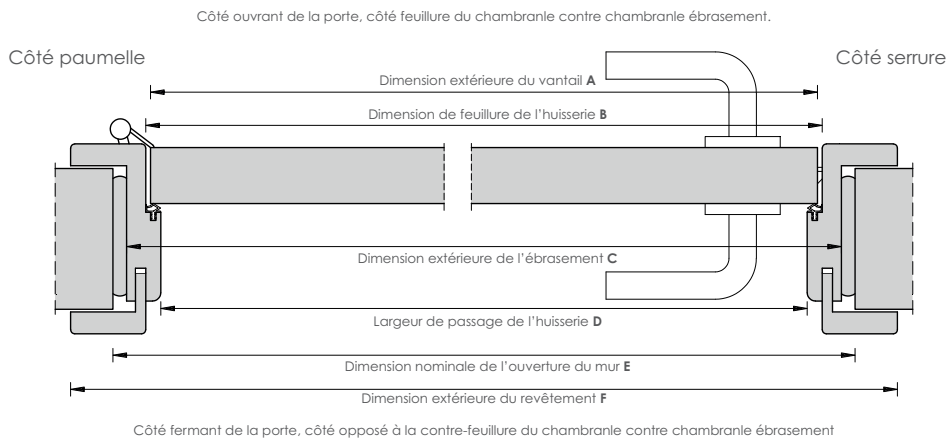 Côté ouvrant de la porte, côté feuillure du chambranle contre chambranle ébrasement.
Côté paumelle
Côté serrure
Dimension extérieure du vantail A
Dimension de feuillure de l'huisserie B
Dimension extérieure de l'ébrasement C
Largeur de passage de l'huisserie D
Dimension nominale de l'ouverture du mur E
Dimension extérieure du revêtement F
Côté fermant de la porte, côté opposé à la contre-feuillure du chambranle contre chambranle ébrasement